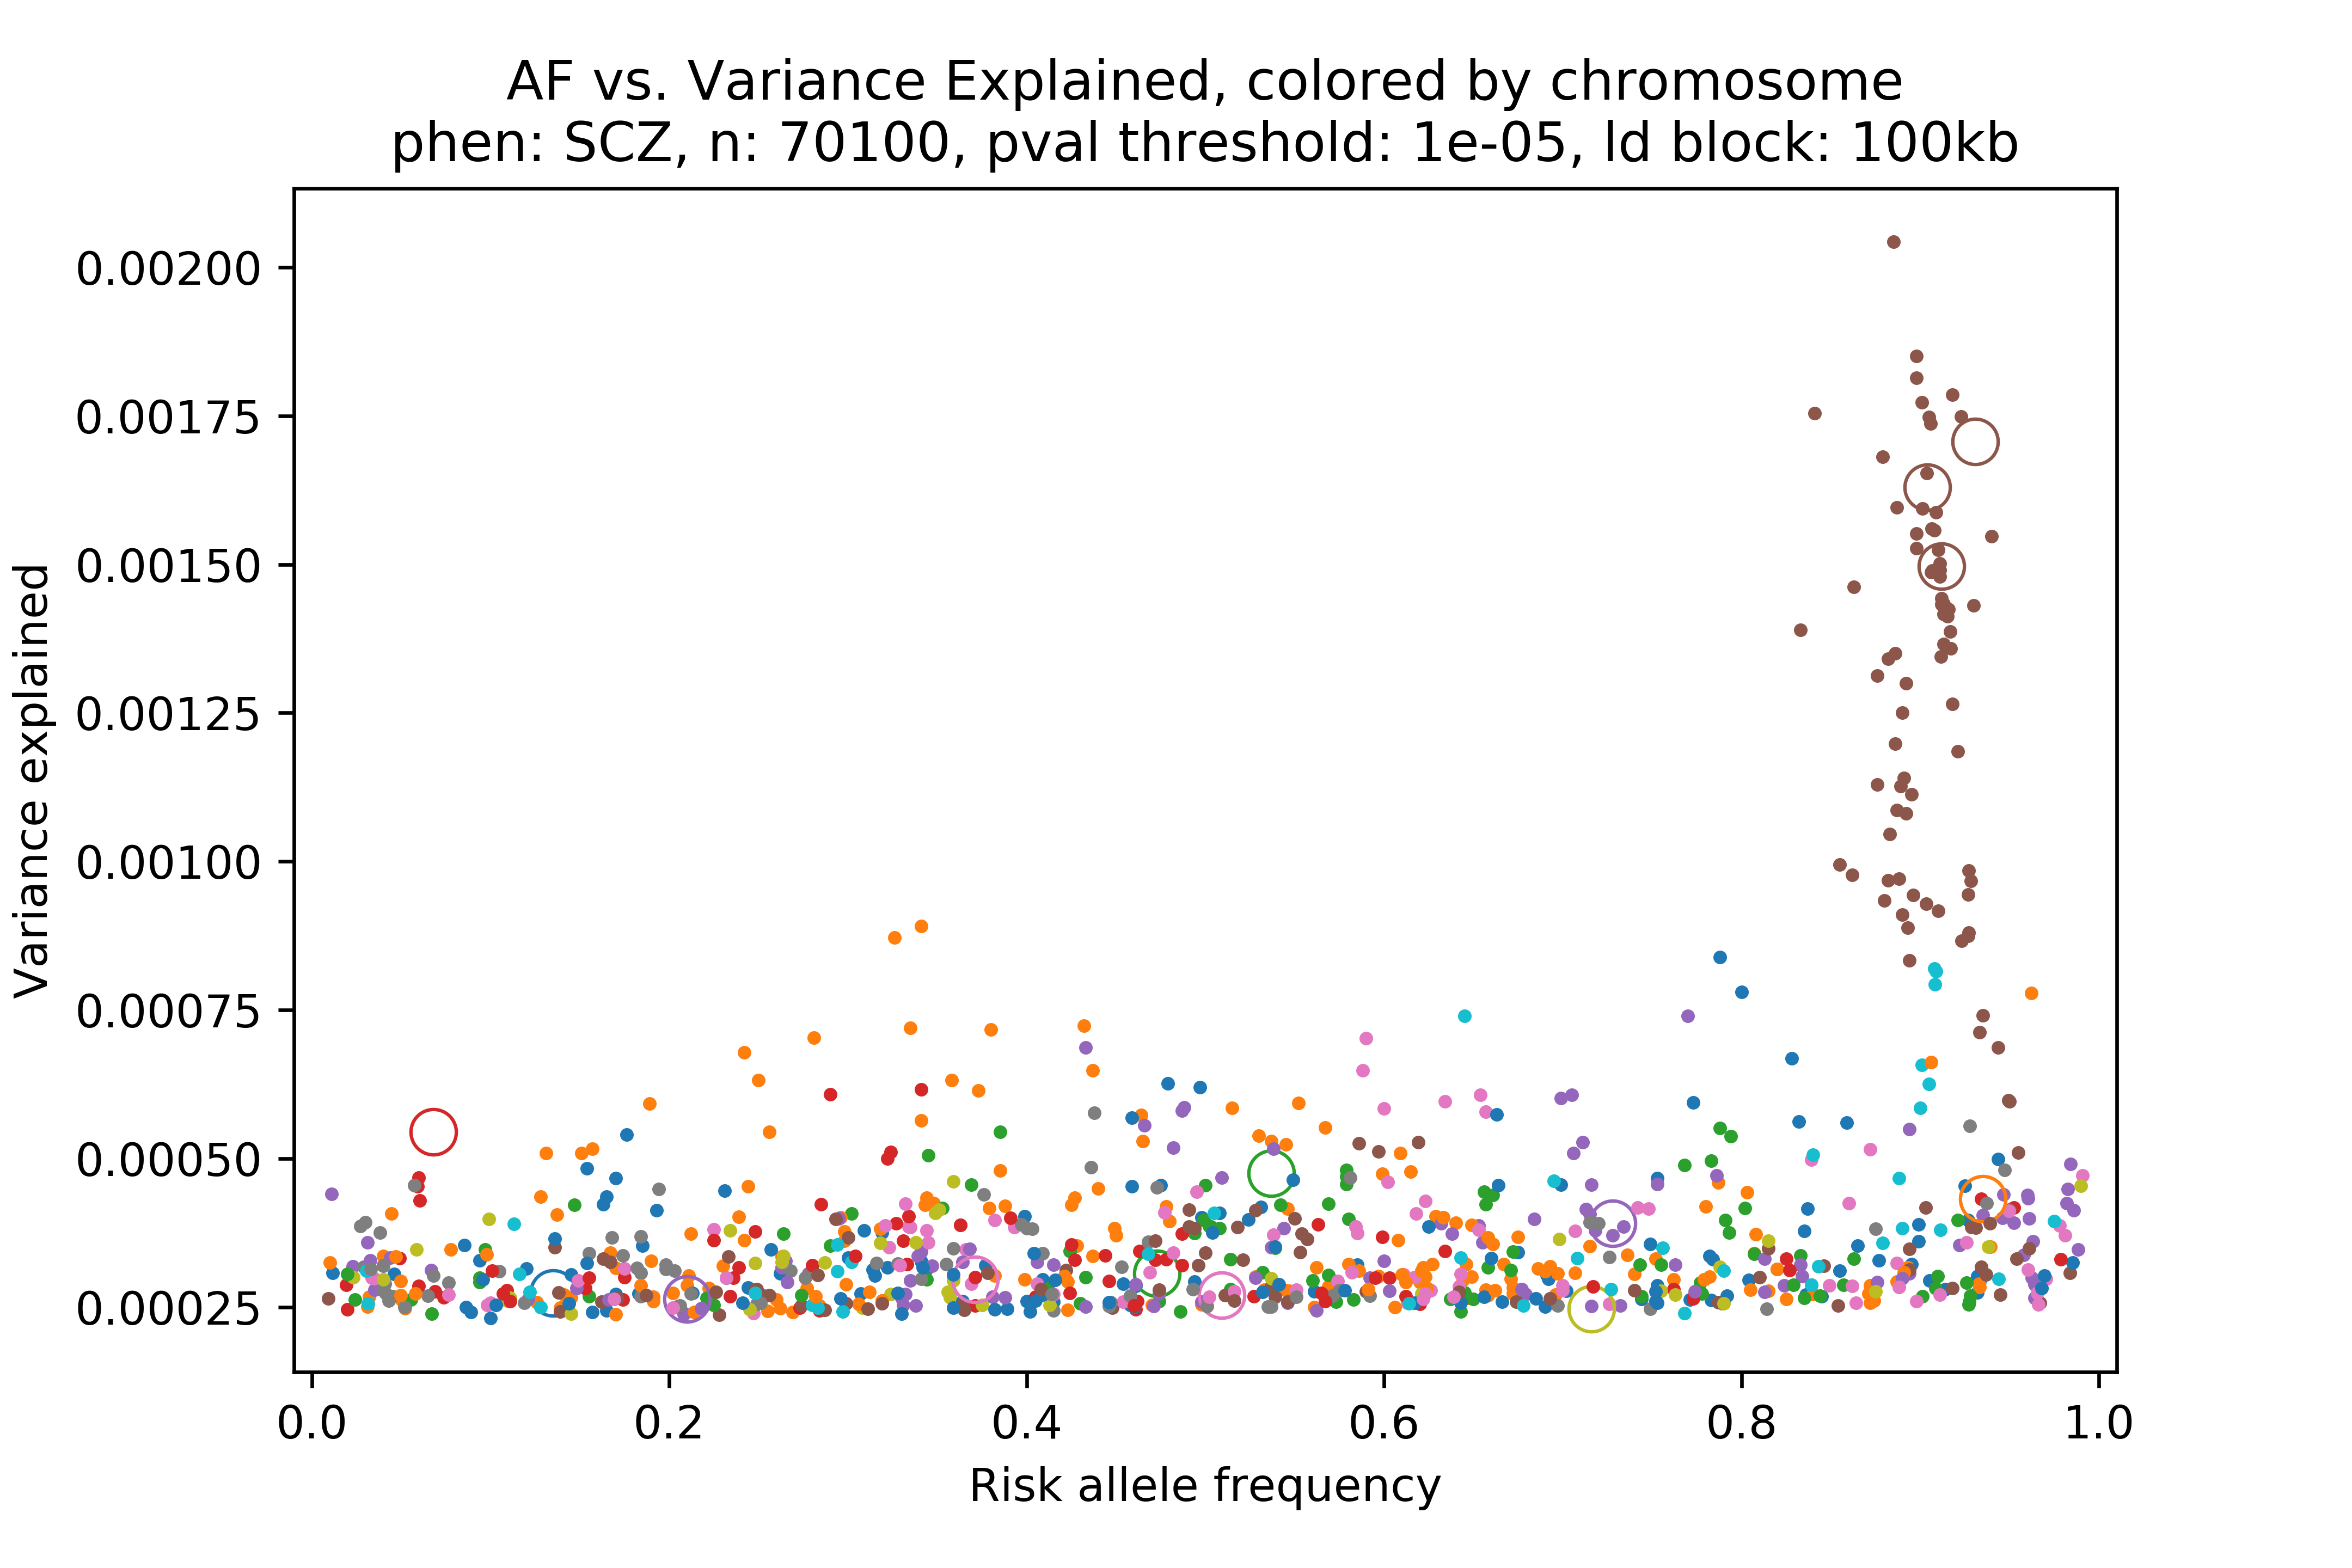 AF vs. Variance Explained, colored by chromosome
phen: SCZ, n: 70100, pval threshold: 1e-05, ld block: 100kb
Variance explained
0.00200
0.00175
0.00150
0.00125
0.00100
0.00075
0.00050
0.00025
0.0 0.2 0.4 0.6 0.8 1.0
Risk allele frequency